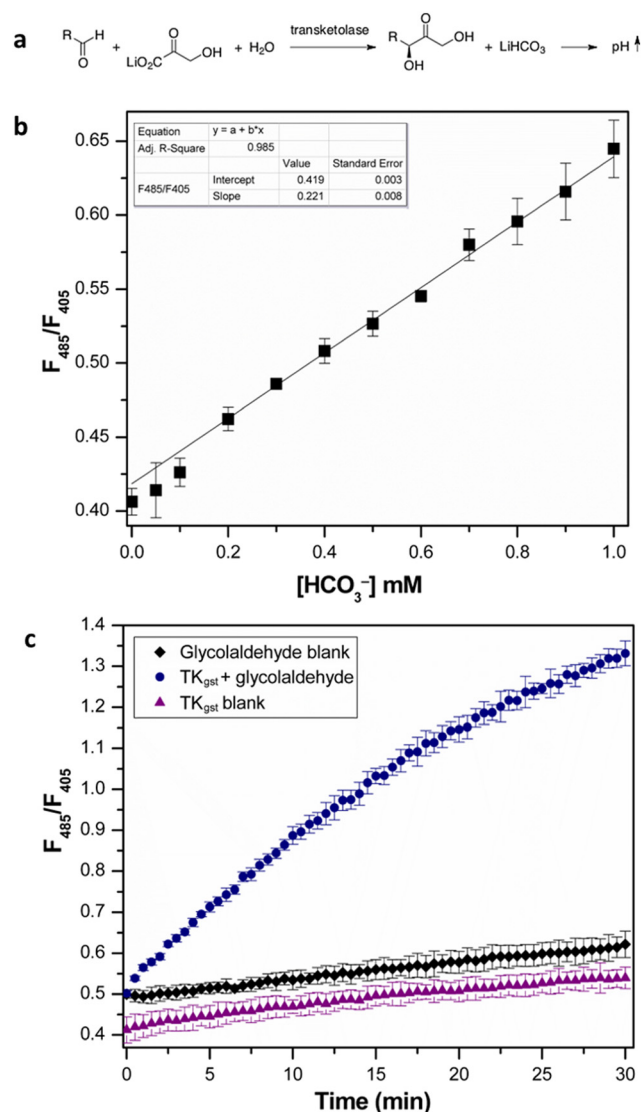 a
R
O
+
LiO₂C
O
OH
+ H₂O
transketolase
R
O
OH
OH
+ LiHCO₃
pH
b
Equation y = a + b*x
Adj. R-Square 0.985
Value Standard Error
F485/F405 Intercept 0.419 0.003
Slope 0.221 0.008
0.65
0.60
0.55
0.50
0.45
0.40
F₄₈₅/F₄₀₅
0.0 0.2 0.4 0.6 0.8 1.0
[HCO₃⁻] mM
c
Glycolaldehyde blank
TKgst + glycolaldehyde
TKgst blank
1.4
1.3
1.2
1.1
1.0
0.9
0.8
0.7
0.6
0.5
0.4
F₄₈₅/F₄₀₅
0 5 10 15 20 25 30
Time (min)